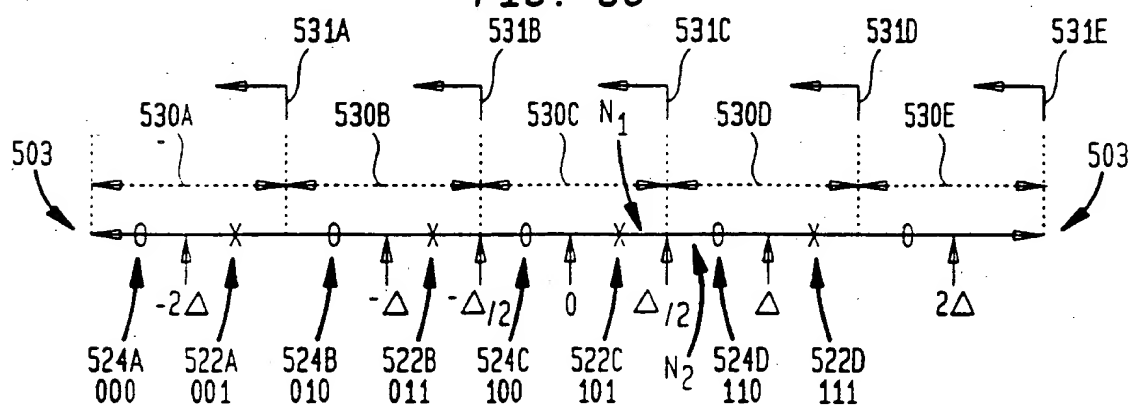 531A 531B 531C 531D 531E
530A 530B 530C N1 530D 530E
503 503
O X O X O X O X O
-2Δ -Δ -Δ/2 0 Δ/2 Δ 2Δ
524A 522A 524B 522B 524C 522C N2 524D 522D
000 001 010 011 100 101 110 111